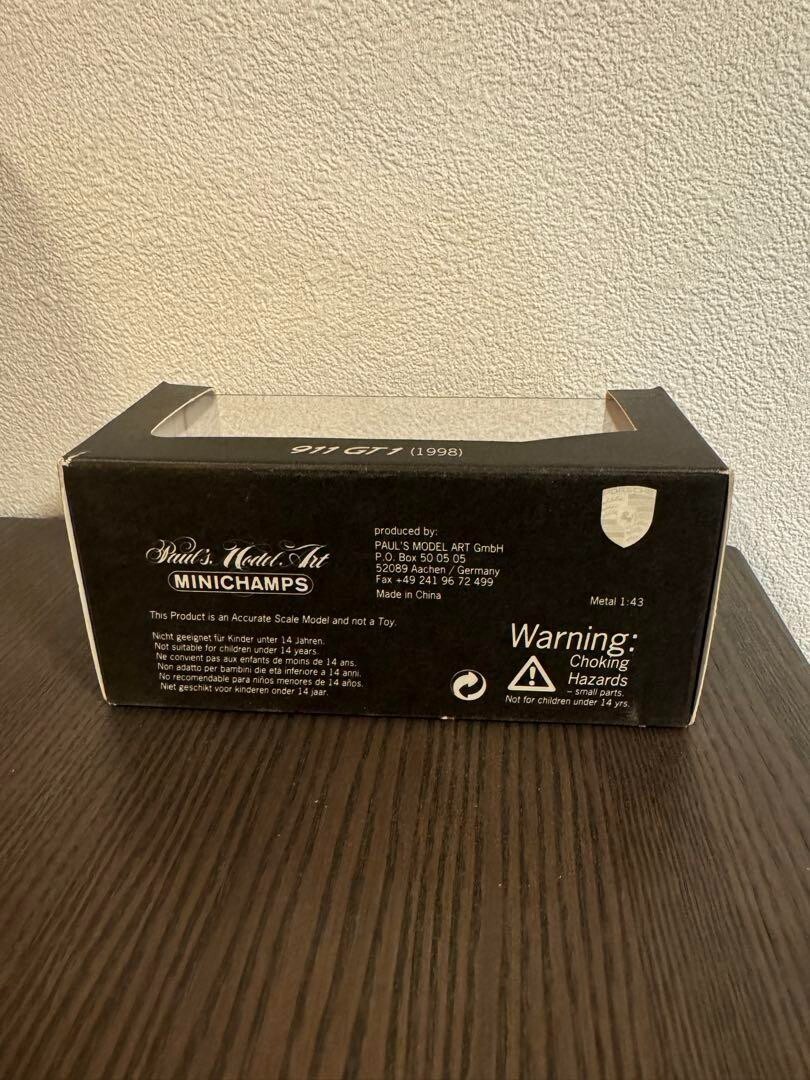 911 GT1 (1998)
PORSCHE
Paul's Model Art
MINICHAMPS
produced by:
PAUL'S MODEL ART GmbH
P.O. Box 50 05 05
52089 Aachen / Germany
Fax +49 241 96 72 499
Made in China
Metal 1:43
This Product is an Accurate Scale Model and not a Toy.
Nicht geeignet für Kinder unter 14 Jahren.
Not suitable for children under 14 years.
Ne convient pas aux enfants de moins de 14 ans.
Non adatto per bambini die età inferiore a 14 anni.
No recomendable para niños menores de 14 años.
Niet geschikt voor kinderen onder 14 jaar.
Warning:
Choking
Hazards
– small parts.
Not for children under 14 yrs.